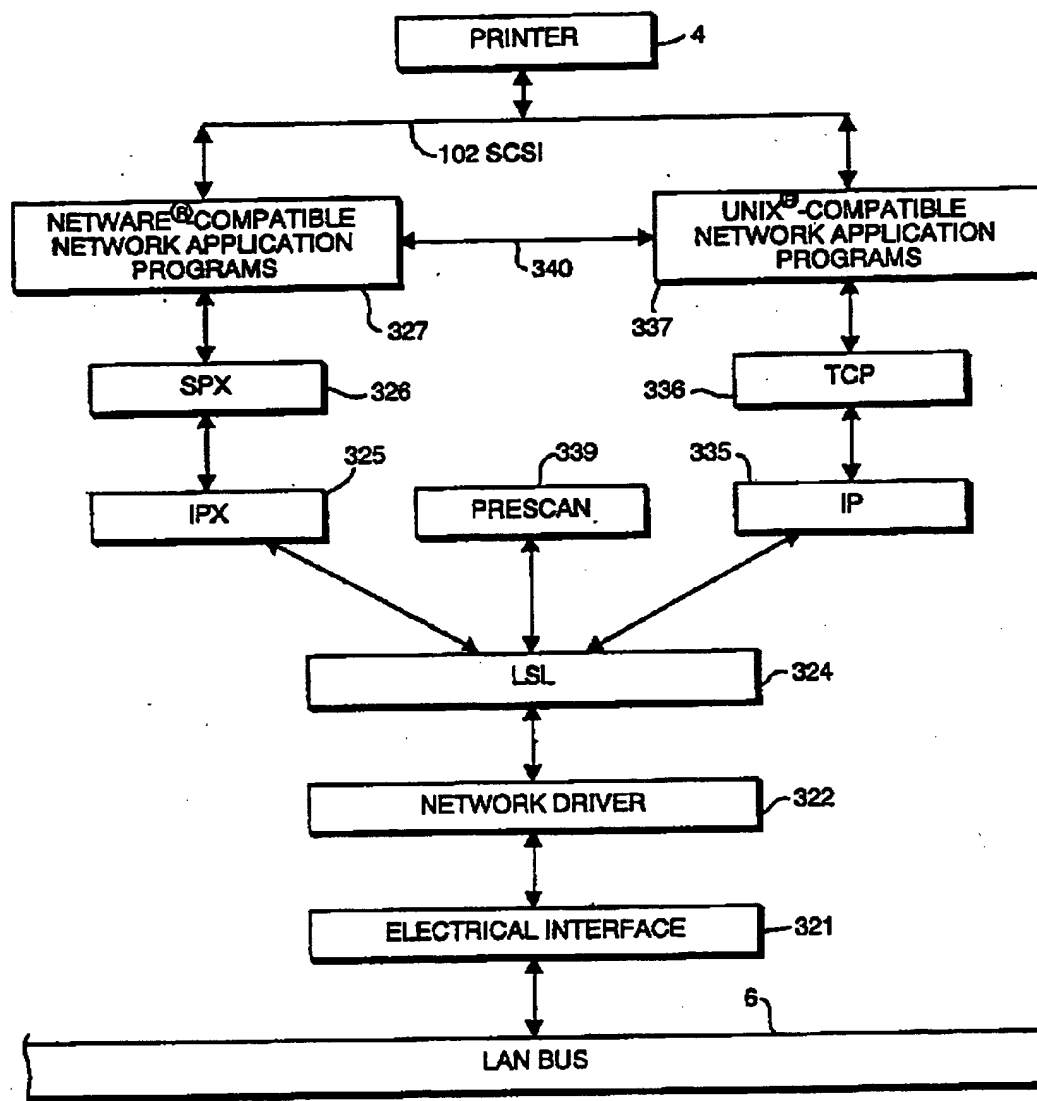 PRINTER
4
102 SCSI
NETWARE®-COMPATIBLE
NETWORK APPLICATION
PROGRAMS
UNIX®-COMPATIBLE
NETWORK APPLICATION
PROGRAMS
340
327
337
SPX
326
TCP
336
325
339
335
IPX
PRESCAN
IP
LSL
324
NETWORK DRIVER
322
ELECTRICAL INTERFACE
321
6
LAN BUS